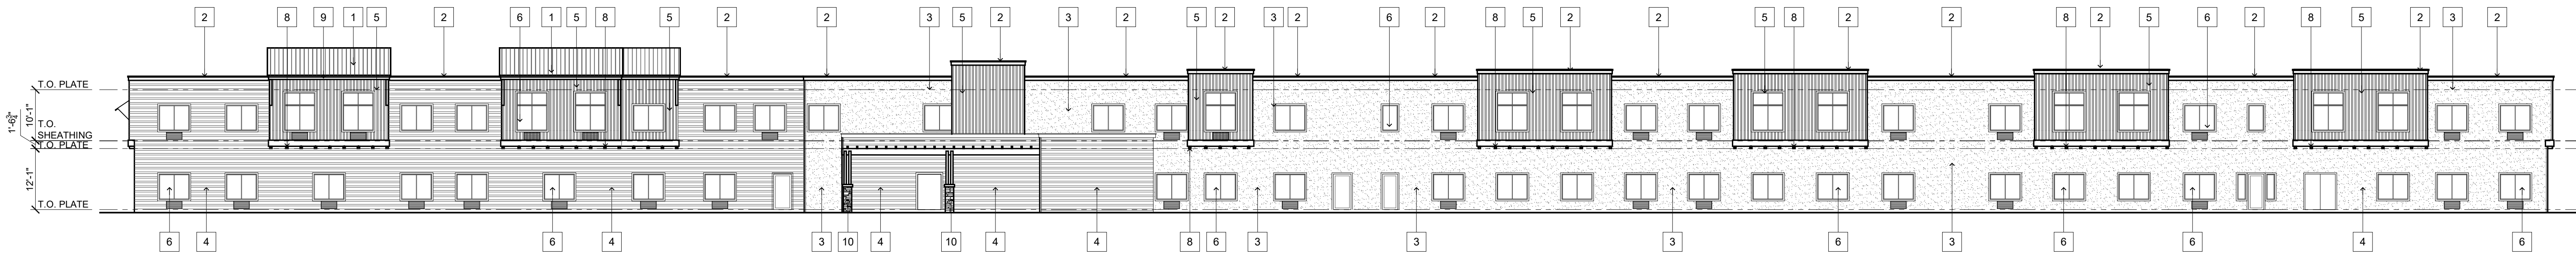 2 8 9 1 5 2 6 1 5 8 5 2 2 3 5 2 3 2 5 2 3 2 6 2 8 5 2 2 5 8 2 2 8 2 5 6 2 8 5 2 3 2
T.O. PLATE
10'-1"
T.O.
SHEATHING
1'-6¾"
T.O. PLATE
12'-1"
T.O. PLATE
6 4 6 4 3 10 4 10 4 4 8 6 3 3 3 6 3 6 6 4 6